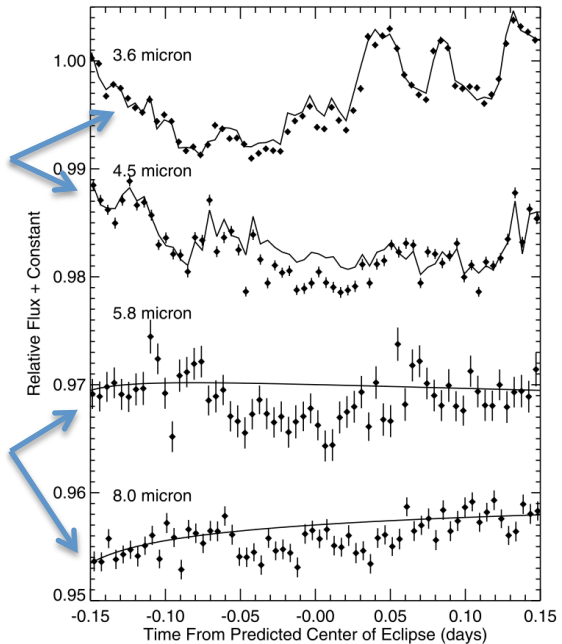 1.00
3.6 micron
0.99
4.5 micron
0.98
5.8 micron
0.97
0.96
8.0 micron
0.95
Relative Flux + Constant
-0.15 -0.10 -0.05 -0.00 0.05 0.10 0.15
Time From Predicted Center of Eclipse (days)